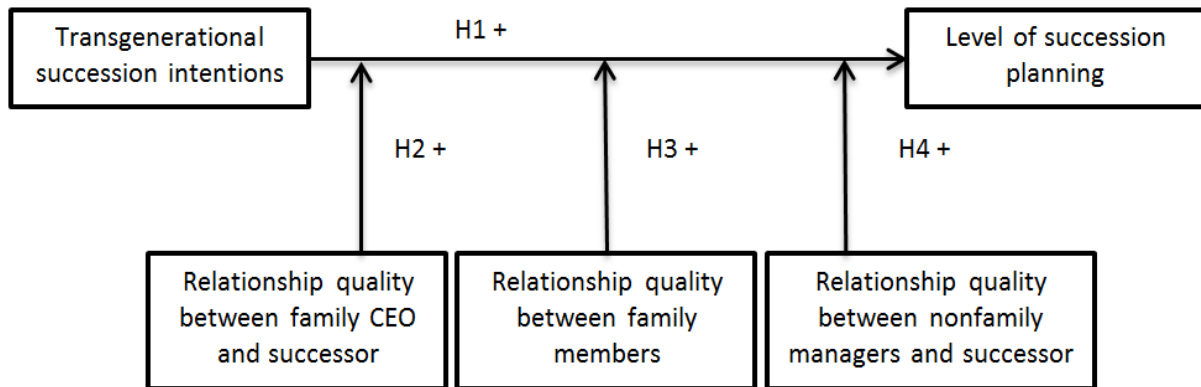 Transgenerational
succession intentions
H1 +
Level of succession
planning
H2 +
H3 +
H4 +
Relationship quality
between family CEO
and successor
Relationship quality
between family
members
Relationship quality
between nonfamily
managers and successor